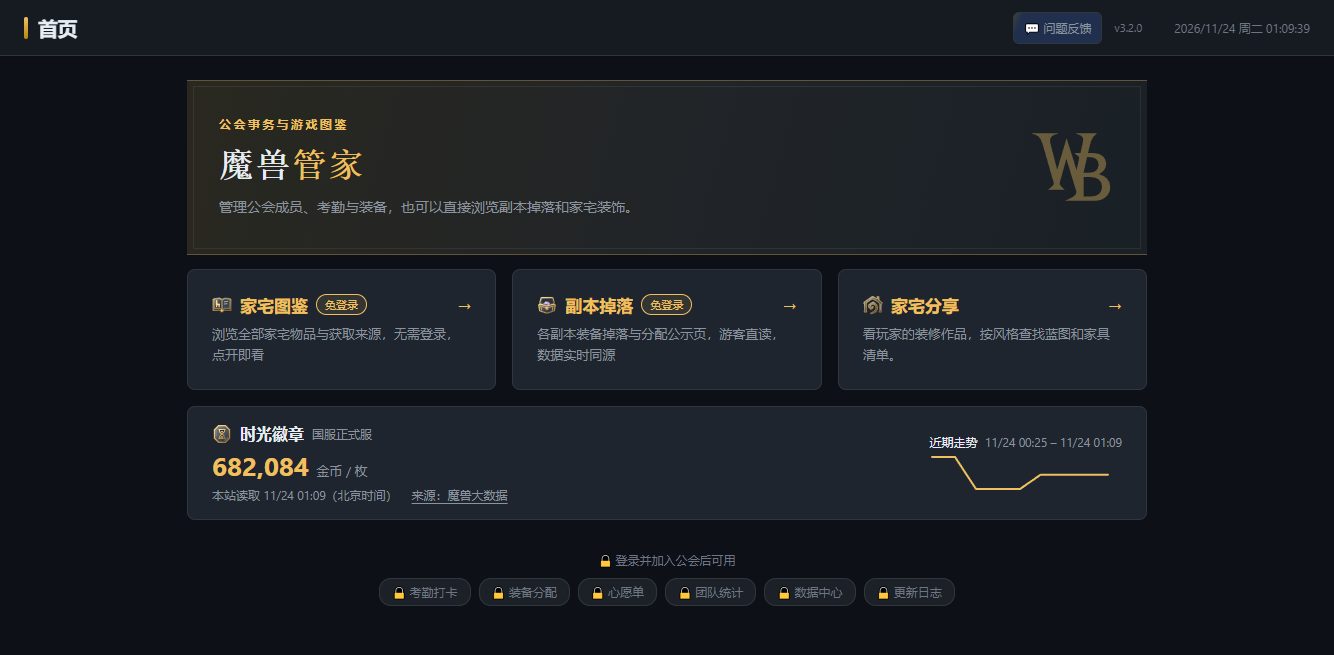 首页
问题反馈 v3.2.0 2026/11/24 周二 01:09:39
公会事务与游戏图鉴
魔兽管家
管理公会成员、考勤与装备，也可以直接浏览副本掉落和家宅装饰。
WB
家宅图鉴 免登录 →
浏览全部家宅物品与获取来源，无需登录，
点开即看
副本掉落 免登录 →
各副本装备掉落与分配公示页，游客直读，
数据实时同源
家宅分享 →
看玩家的装修作品，按风格查找蓝图和家具
清单。
时光徽章 国服正式服
682,084 金币 / 枚
本站读取 11/24 01:09（北京时间） 来源：魔兽大数据
近期走势 11/24 00:25 – 11/24 01:09
登录并加入公会后可用
考勤打卡 装备分配 心愿单 团队统计 数据中心 更新日志